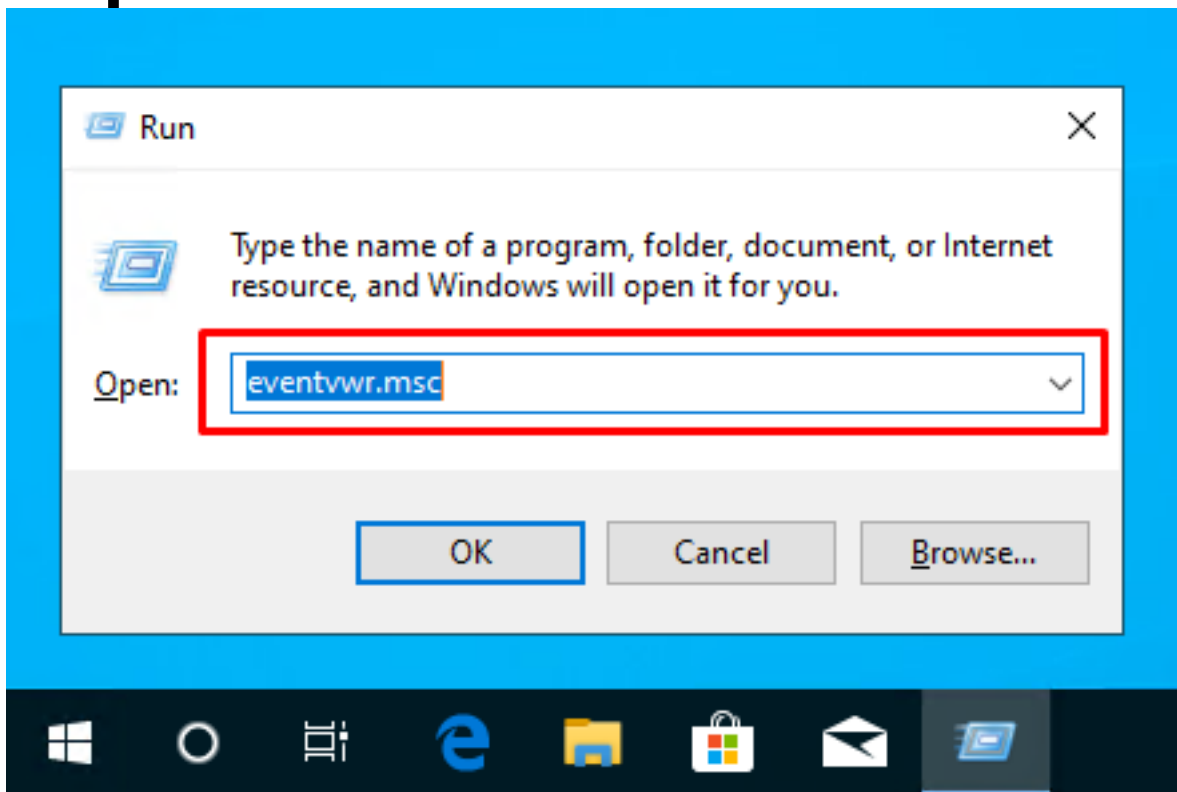 Run
Type the name of a program, folder, document, or Internet
resource, and Windows will open it for you.
Open: eventvwr.msc
OK Cancel Browse...